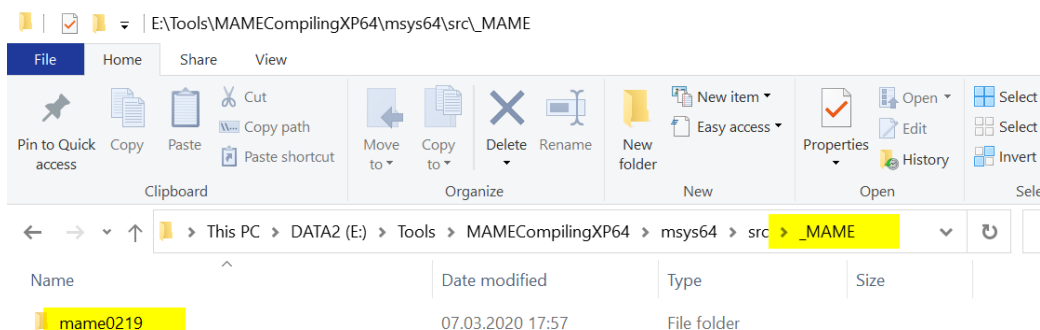 E:\Tools\MAMECompilingXP64\msys64\src\_MAME
File Home Share View
Pin to Quick access
Copy
Paste
Cut
Copy path
Paste shortcut
Move to
Copy to
Delete
Rename
New folder
New item
Easy access
Properties
Open
Edit
History
Select
Select
Invert
Clipboard Organize New Open Sele
This PC > DATA2 (E:) > Tools > MAMECompilingXP64 > msys64 > src > _MAME
Name Date modified Type Size
mame0219 07.03.2020 17:57 File folder